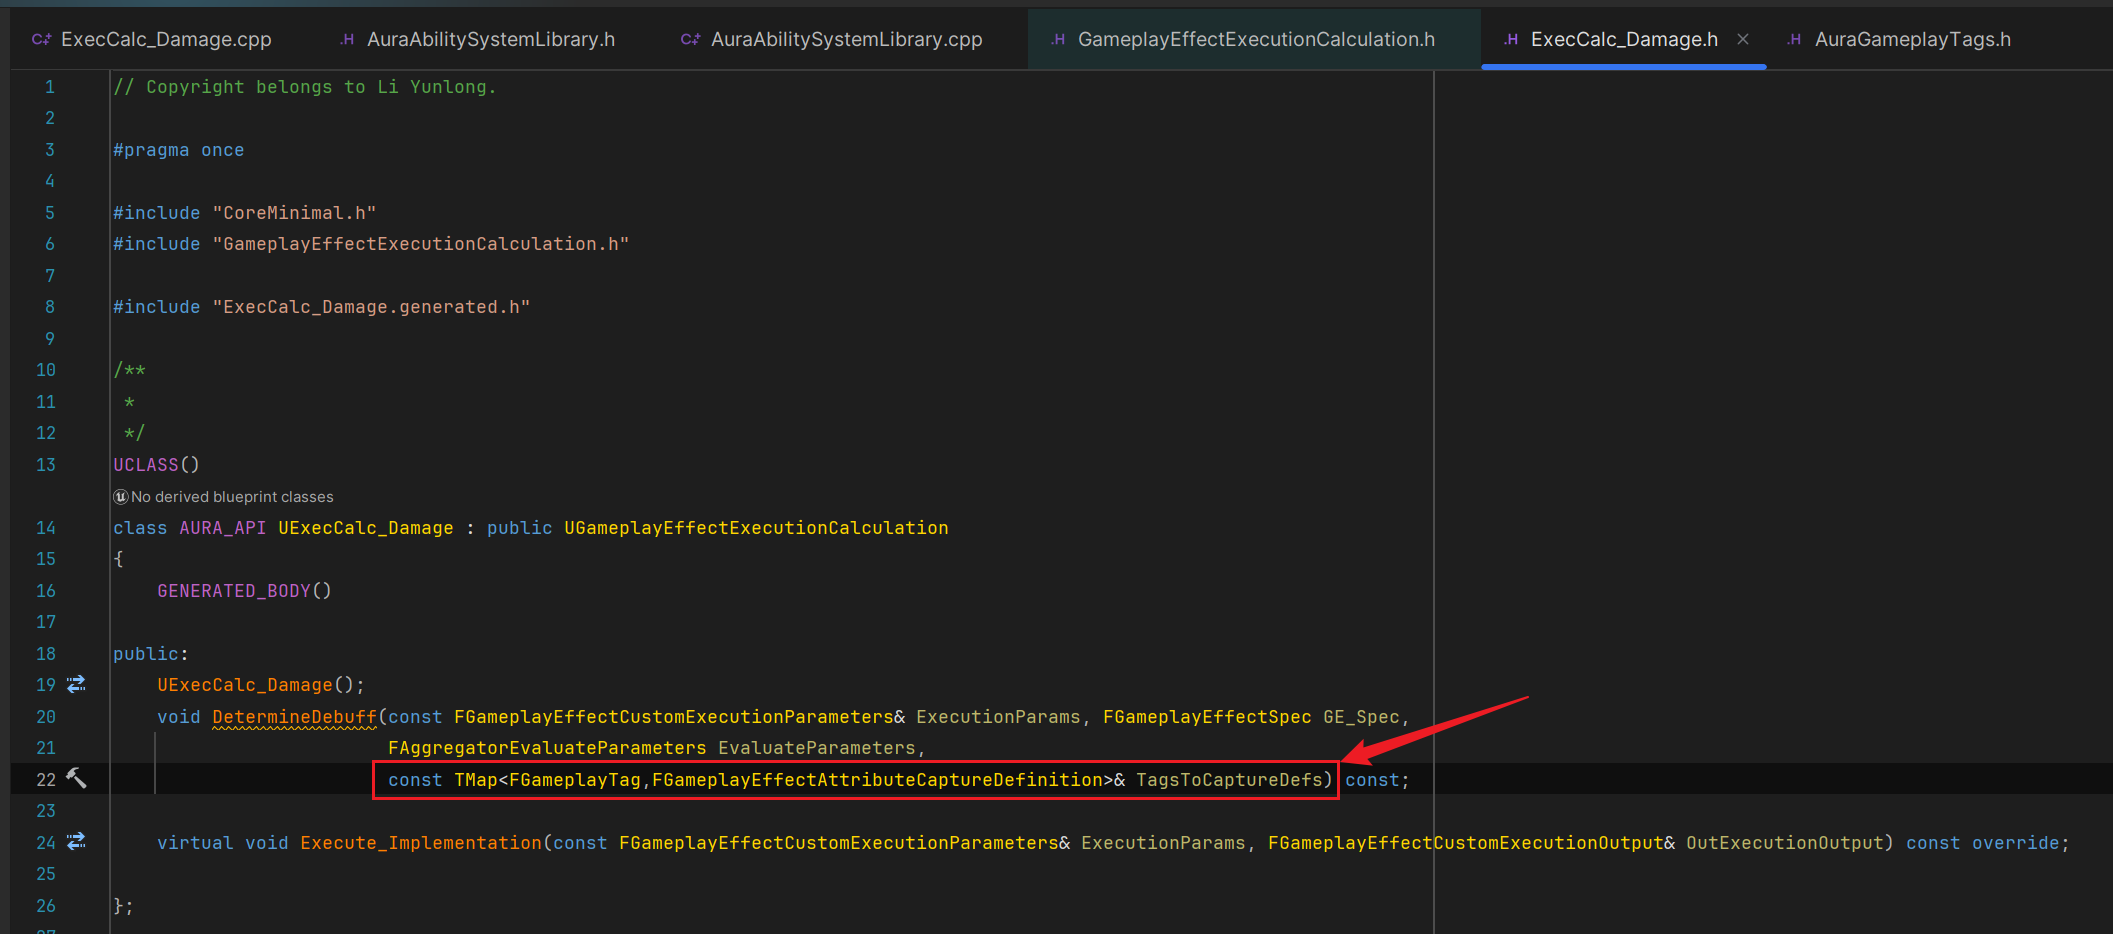 ExecCalc_Damage.cpp .H AuraAbilitySystemLibrary.h C++ AuraAbilitySystemLibrary.cpp .H GameplayEffectExecutionCalculation.h .H ExecCalc_Damage.h × .H AuraGameplayTags.h
1 // Copyright belongs to Li Yunlong.
2
3 #pragma once
4
5 #include "CoreMinimal.h"
6 #include "GameplayEffectExecutionCalculation.h"
7
8 #include "ExecCalc_Damage.generated.h"
9
10 /**
11 *
12 */
13 UCLASS()
No derived blueprint classes
14 class AURA_API UExecCalc_Damage : public UGameplayEffectExecutionCalculation
15 {
16 GENERATED_BODY()
17
18 public:
19 UExecCalc_Damage();
20 void DetermineDebuff(const FGameplayEffectCustomExecutionParameters& ExecutionParams, FGameplayEffectSpec GE_Spec,
21 FAggregatorEvaluateParameters EvaluateParameters,
22 const TMap<FGameplayTag,FGameplayEffectAttributeCaptureDefinition>& TagsToCaptureDefs) const;
23
24 virtual void Execute_Implementation(const FGameplayEffectCustomExecutionParameters& ExecutionParams, FGameplayEffectCustomExecutionOutput& OutExecutionOutput) const override;
25
26 };
27